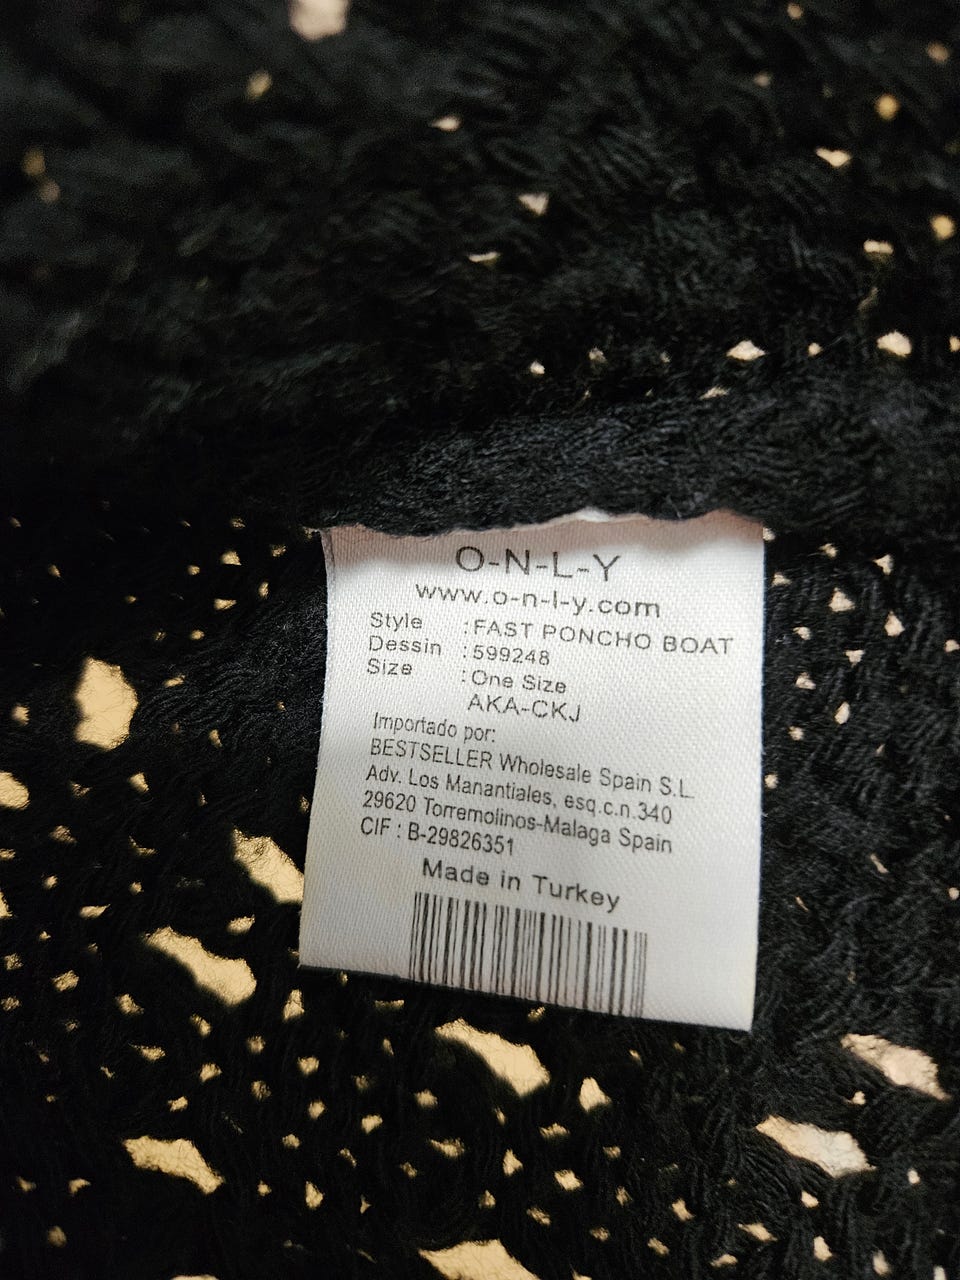 O-N-L-Y
www.o-n-l-y.com
Style :FAST PONCHO BOAT
Dessin :599248
Size :One Size
AKA-CKJ
Importado por:
BESTSELLER Wholesale Spain S.L.
Adv. Los Manantiales, esq.c.n.340
29620 Torremolinos-Malaga Spain
CIF : B-29826351
Made in Turkey